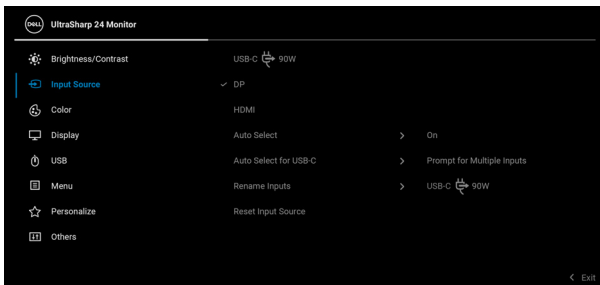 DELL UltraSharp 24 Monitor
Brightness/Contrast USB-C 90W
Input Source DP
Color HDMI
Display Auto Select On
USB Auto Select for USB-C Prompt for Multiple Inputs
Menu Rename Inputs USB-C 90W
Personalize Reset Input Source
Others
Exit